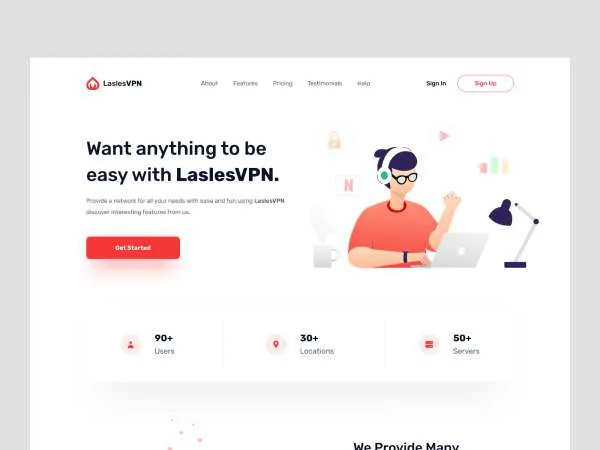 LaslesVPN
About
Features
Pricing
Testimonials
Help
Sign In
Sign Up
Want anything to be
easy with LaslesVPN.
Provide a network for all your needs with ease and fun using LaslesVPN
discover interesting features from us.
Get Started
N
90+
Users
30+
Locations
50+
Servers
We Provide Many